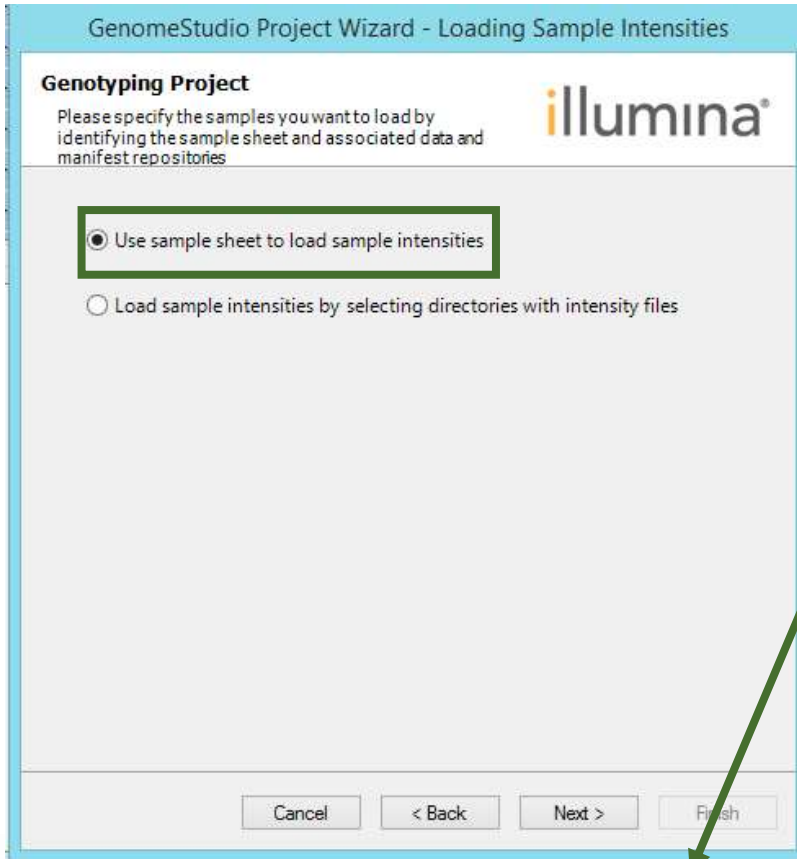 GenomeStudio Project Wizard - Loading Sample Intensities
Genotyping Project
Please specify the samples you want to load by
identifying the sample sheet and associated data and
manifest repositories
illumina®
Use sample sheet to load sample intensities
Load sample intensities by selecting directories with intensity files
Cancel
< Back
Next >
Finish